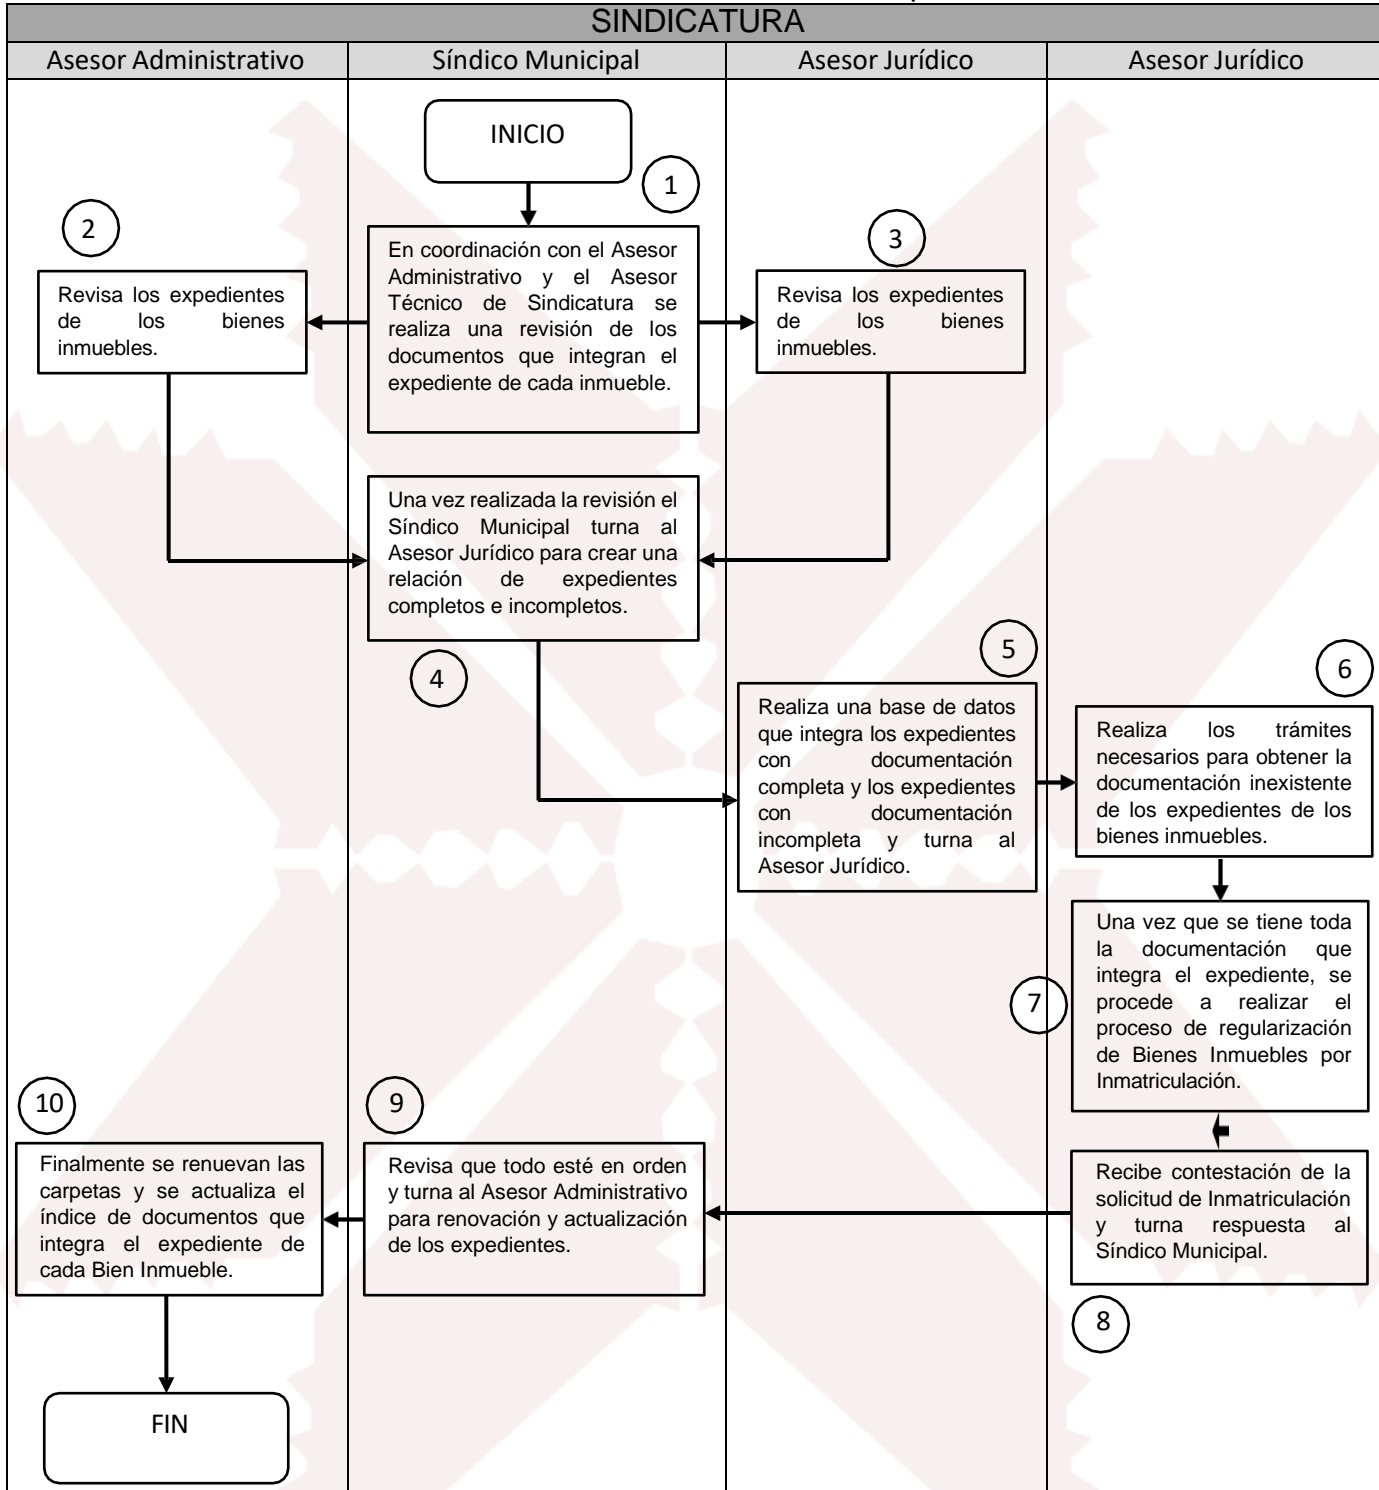 SINDICATURA
Asesor Administrativo
Síndico Municipal
Asesor Jurídico
Asesor Jurídico
INICIO
1
En coordinación con el Asesor
Administrativo y el Asesor
Técnico de Sindicatura se
realiza una revisión de los
documentos que integran el
expediente de cada inmueble.
2
Revisa los expedientes
de los bienes
inmuebles.
3
Revisa los expedientes
de los bienes
inmuebles.
Una vez realizada la revisión el
Síndico Municipal turna al
Asesor Jurídico para crear una
relación de expedientes
completos e incompletos.
4
5
Realiza una base de datos
que integra los expedientes
con documentación
completa y los expedientes
con documentación
incompleta y turna al
Asesor Jurídico.
6
Realiza los trámites
necesarios para obtener la
documentación inexistente
de los expedientes de los
bienes inmuebles.
7
Una vez que se tiene toda
la documentación que
integra el expediente, se
procede a realizar el
proceso de regularización
de Bienes Inmuebles por
Inmatriculación.
Recibe contestación de la
solicitud de Inmatriculación
y turna respuesta al
Síndico Municipal.
8
9
Revisa que todo esté en orden
y turna al Asesor Administrativo
para renovación y actualización
de los expedientes.
10
Finalmente se renuevan las
carpetas y se actualiza el
índice de documentos que
integra el expediente de
cada Bien Inmueble.
FIN